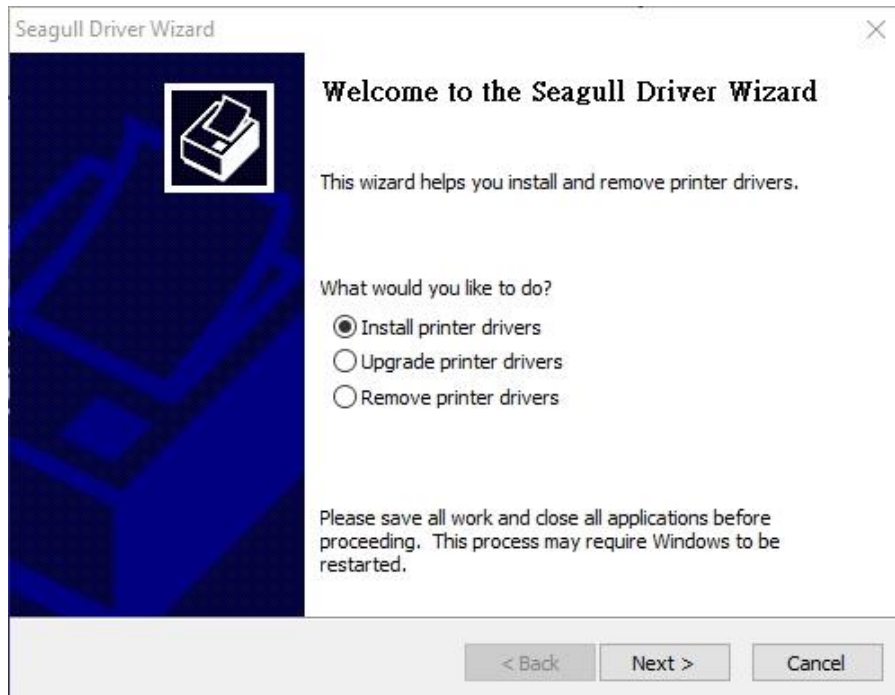 Seagull Driver Wizard
Welcome to the Seagull Driver Wizard
This wizard helps you install and remove printer drivers.
What would you like to do?
Install printer drivers
Upgrade printer drivers
Remove printer drivers
Please save all work and close all applications before
proceeding.  This process may require Windows to be
restarted.
< Back
Next >
Cancel